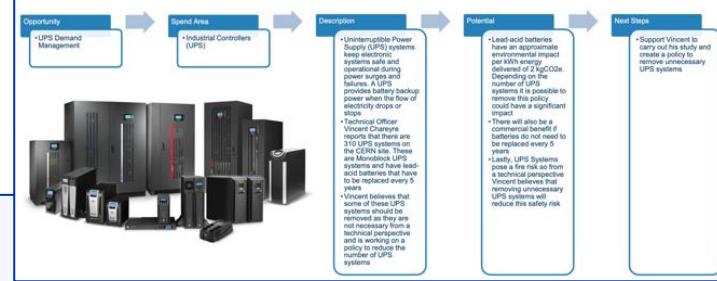 Opportunity
• UPS Demand
Management
Spend Area
• Industrial Controllers
(UPS)
Description
• Uninterruptible Power
Supply (UPS) systems
keep electronic
systems safe and
operational during
power surges and
failures. A UPS
provides battery backup
power when the flow of
electricity drops or
stops
• Technical Officer
Vincent Chareyre
reports that there are
310 UPS systems on
the CERN site. These
are Monoblock UPS
systems and have lead-
acid batteries that have
to be replaced every 5
years
• Vincent believes that
some of these UPS
systems should be
removed as they are
not necessary from a
technical perspective
and is working on a
policy to reduce the
number of UPS
systems
Potential
• Lead-acid batteries
have an approximate
environmental impact
per kWh energy
delivered of 2 kgCO2e.
Depending on the
number of UPS
systems it is possible to
remove this policy
could have a significant
impact
• There will also be a
commercial benefit if
batteries do not need to
be replaced every 5
years
• Lastly, UPS Systems
pose a fire risk so from
a technical perspective
Vincent believes that
removing unnecessary
UPS systems will
reduce this safety risk
Next Steps
• Support Vincent to
carry out his study and
create a policy to
remove unnecessary
UPS systems